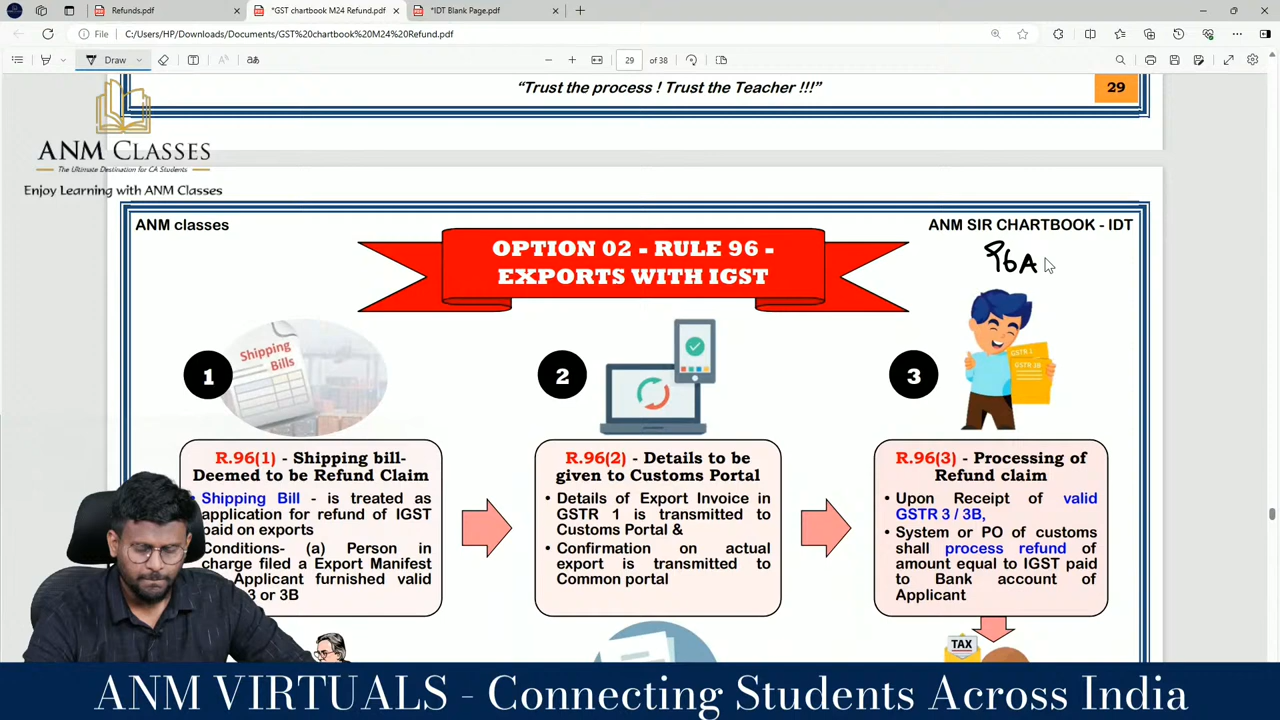 Refunds.pdf
*GST chartbook M24 Refund.pdf
*IDT Blank Page.pdf
File
C:/Users/HP/Downloads/Documents/GST%20chartbook%20M24%20Refund.pdf
Draw
29 of 38
“Trust the process ! Trust the Teacher !!!”
29
ANM CLASSES
The Ultimate Destination for CA Students
Enjoy Learning with ANM Classes
ANM classes
ANM SIR CHARTBOOK - IDT
OPTION 02 - RULE 96 -
EXPORTS WITH IGST
96A
Shipping
Bills
1
2
3
GSTR 1
GSTR 3B
R.96(1) - Shipping bill-
Deemed to be Refund Claim
Shipping Bill - is treated as
application for refund of IGST
paid on exports
Conditions- (a) Person in
charge filed a Export Manifest
Applicant furnished valid
3 or 3B
R.96(2) - Details to be
given to Customs Portal
• Details of Export Invoice in
GSTR 1 is transmitted to
Customs Portal &
• Confirmation on actual
export is transmitted to
Common portal
R.96(3) - Processing of
Refund claim
• Upon Receipt of valid
GSTR 3 / 3B,
• System or PO of customs
shall process refund of
amount equal to IGST paid
to Bank account of
Applicant
TAX
ANM VIRTUALS - Connecting Students Across India